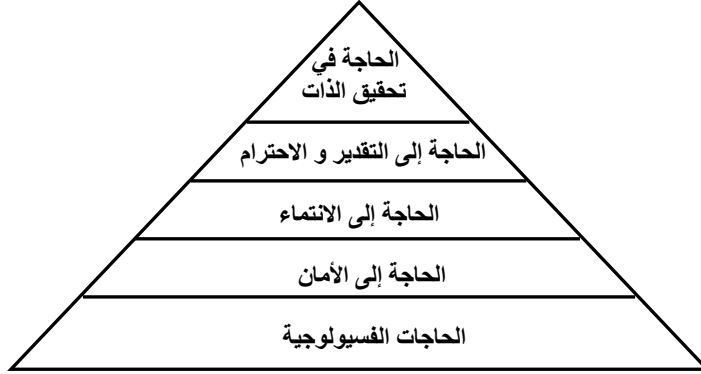 الحاجة في
تحقيق الذات
الحاجة إلى التقدير و الاحترام
الحاجة إلى الانتماء
الحاجة إلى الأمان
الحاجات الفسيولوجية